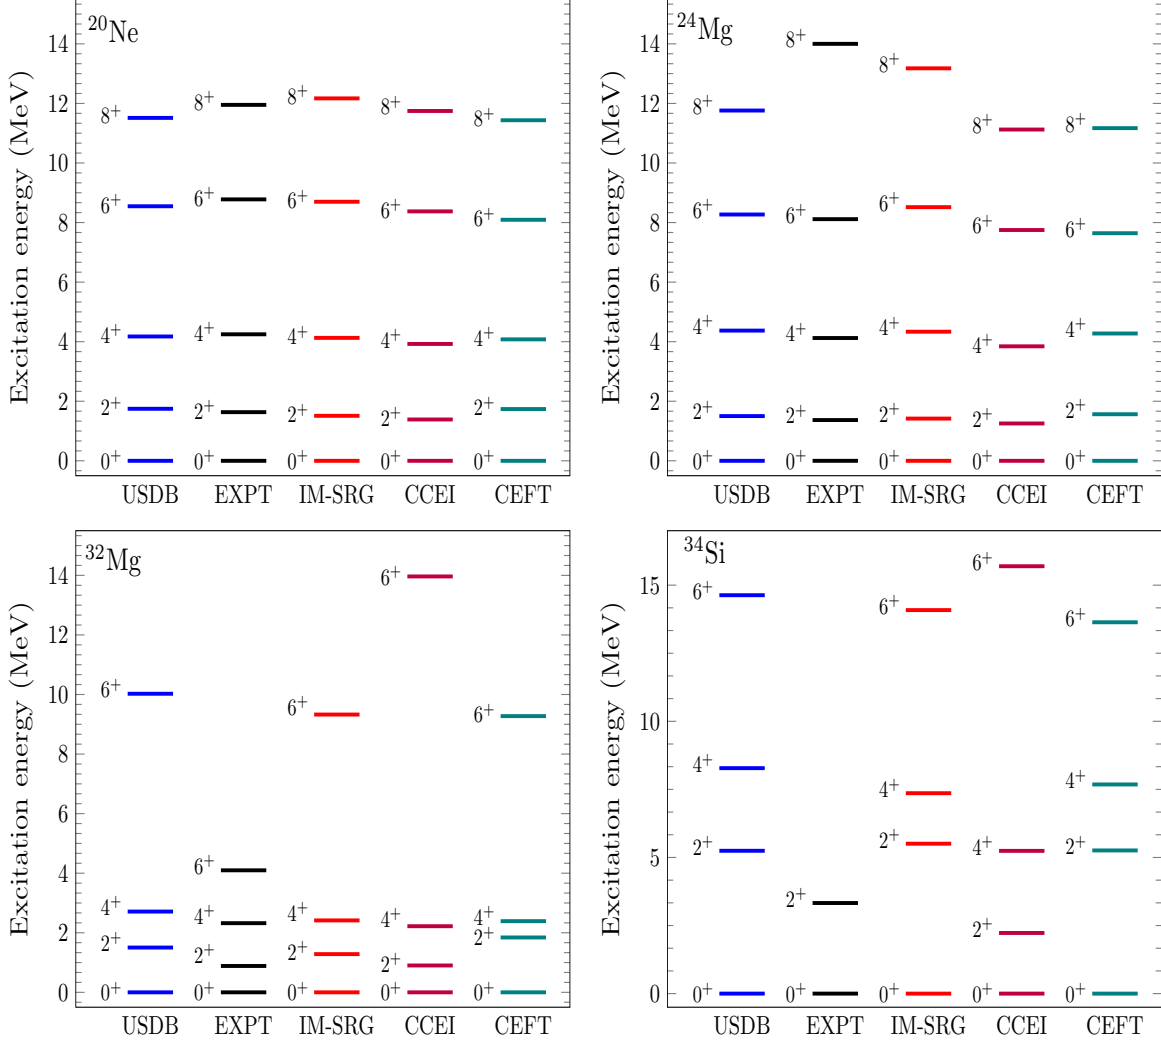 ²⁰Ne
Excitation energy (MeV)
14
12
10
8
6
4
2
0
8⁺ 8⁺ 8⁺ 8⁺ 8⁺
6⁺ 6⁺ 6⁺ 6⁺ 6⁺
4⁺ 4⁺ 4⁺ 4⁺ 4⁺
2⁺ 2⁺ 2⁺ 2⁺ 2⁺
0⁺ 0⁺ 0⁺ 0⁺ 0⁺
USDB EXPT IM-SRG CCEI CEFT
²⁴Mg
Excitation energy (MeV)
14
12
10
8
6
4
2
0
8⁺ 8⁺ 8⁺ 8⁺ 8⁺
6⁺ 6⁺ 6⁺ 6⁺ 6⁺
4⁺ 4⁺ 4⁺ 4⁺ 4⁺
2⁺ 2⁺ 2⁺ 2⁺ 2⁺
0⁺ 0⁺ 0⁺ 0⁺ 0⁺
USDB EXPT IM-SRG CCEI CEFT
³²Mg
Excitation energy (MeV)
14
12
10
8
6
4
2
0
6⁺ 6⁺ 6⁺ 6⁺ 6⁺
4⁺ 4⁺ 4⁺ 4⁺ 4⁺
2⁺ 2⁺ 2⁺ 2⁺ 2⁺
0⁺ 0⁺ 0⁺ 0⁺ 0⁺
USDB EXPT IM-SRG CCEI CEFT
³⁴Si
Excitation energy (MeV)
15
10
5
0
6⁺ 6⁺ 6⁺ 6⁺
4⁺ 4⁺ 4⁺ 4⁺
2⁺ 2⁺ 2⁺ 2⁺ 2⁺
0⁺ 0⁺ 0⁺ 0⁺ 0⁺
USDB EXPT IM-SRG CCEI CEFT